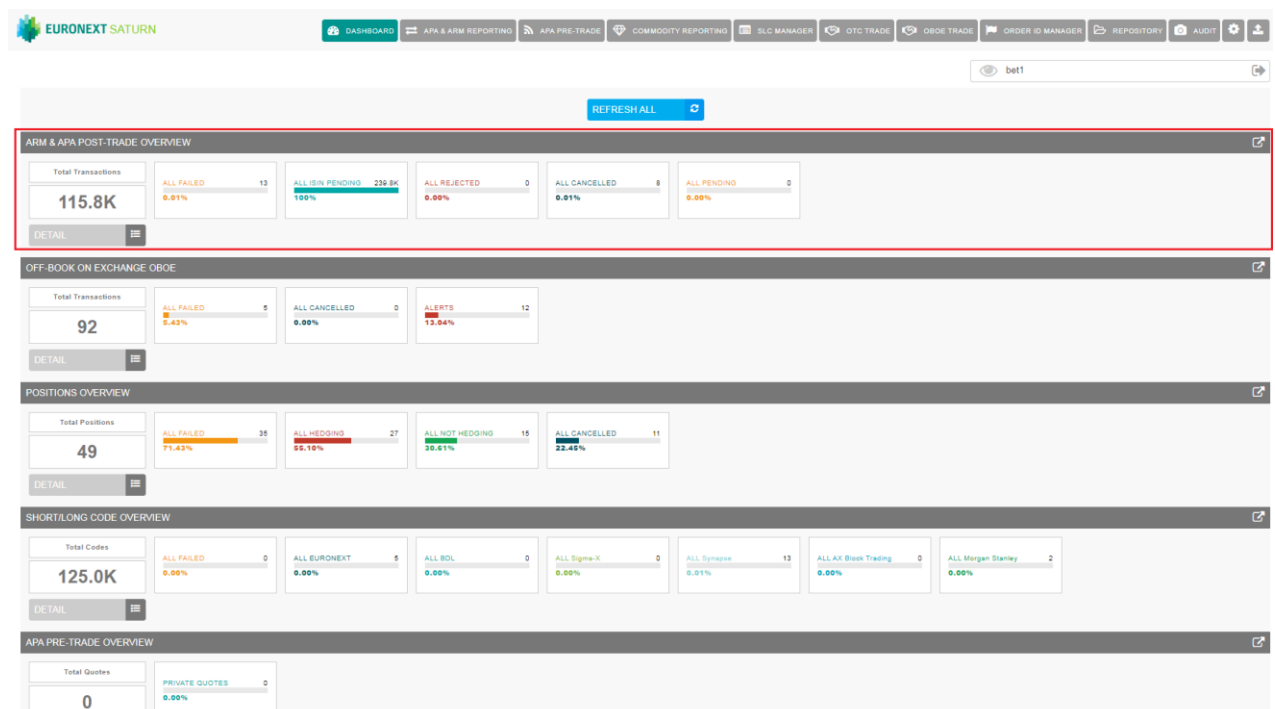 EURONEXT SATURN
DASHBOARD APA & ARM REPORTING APA PRE-TRADE COMMODITY REPORTING SLC MANAGER OTC TRADE OBOE TRADE ORDER ID MANAGER REPOSITORY AUDIT
bet1
REFRESH ALL
ARM & APA POST-TRADE OVERVIEW
Total Transactions
115.8K
ALL FAILED 13
0.01%
ALL ISIN PENDING 239.8K
100%
ALL REJECTED 0
0.00%
ALL CANCELLED 8
0.01%
ALL PENDING 0
0.00%
DETAIL
OFF-BOOK ON EXCHANGE OBOE
Total Transactions
92
ALL FAILED 5
5.43%
ALL CANCELLED 0
0.00%
ALERTS 12
13.04%
DETAIL
POSITIONS OVERVIEW
Total Positions
49
ALL FAILED 35
71.43%
ALL HEDGING 27
55.10%
ALL NOT HEDGING 15
30.61%
ALL CANCELLED 11
22.45%
DETAIL
SHORT/LONG CODE OVERVIEW
Total Codes
125.0K
ALL FAILED 0
0.00%
ALL EURONEXT 5
0.00%
ALL BDL 0
0.00%
ALL Sigma-X 0
0.00%
ALL Synapse 13
0.01%
ALL AX Block Trading 0
0.00%
ALL Morgan Stanley 2
0.00%
DETAIL
APA PRE-TRADE OVERVIEW
Total Quotes
0
PRIVATE QUOTES 0
0.00%